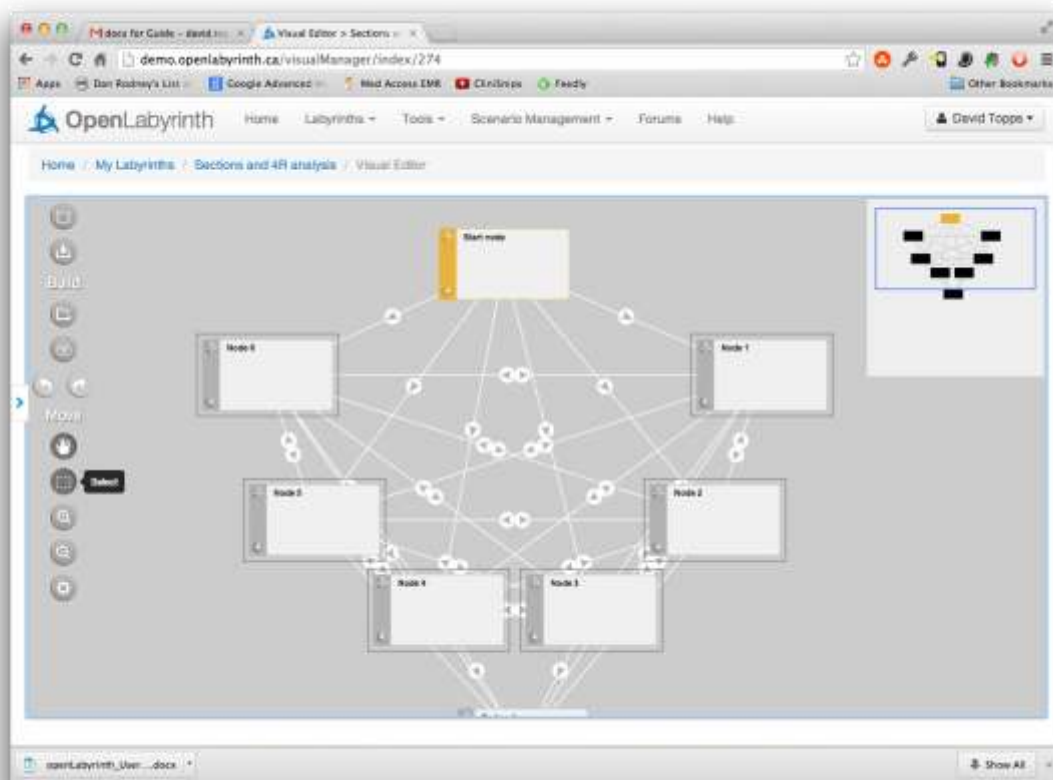 M docs for Guide - david.to
Visual Editor > Sections
demo.openlabyrinth.ca/visualManager/index/274
Apps
Dan Rodney's List
Google Advanced
Med Access EMR
CliniSnips
Feedly
Other Bookmarks
OpenLabyrinth
Home
Labyrinths
Tools
Scenario Management
Forums
Help
David Topps
Home / My Labyrinths / Sections and 4R analysis / Visual Editor
Start node
Build
Node 6
Node 1
Move
Select
Node 5
Node 2
Node 4
Node 3
openLabyrinth_User ....docx
Show All